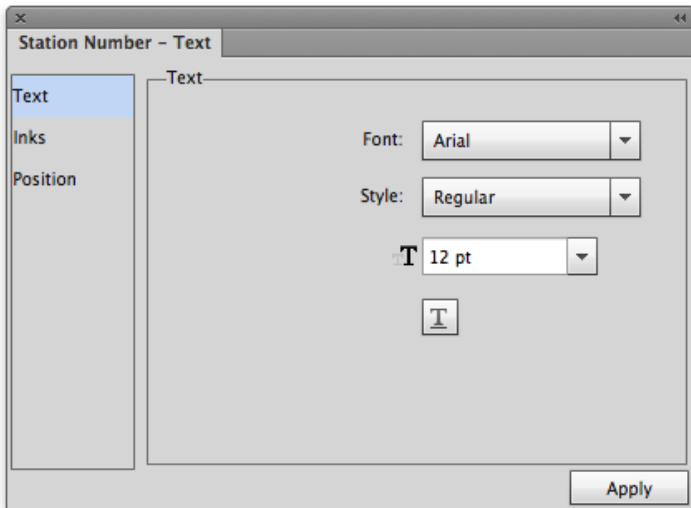 Station Number – Text
Text
Inks
Position
Text
Font: Arial
Style: Regular
12 pt
Apply